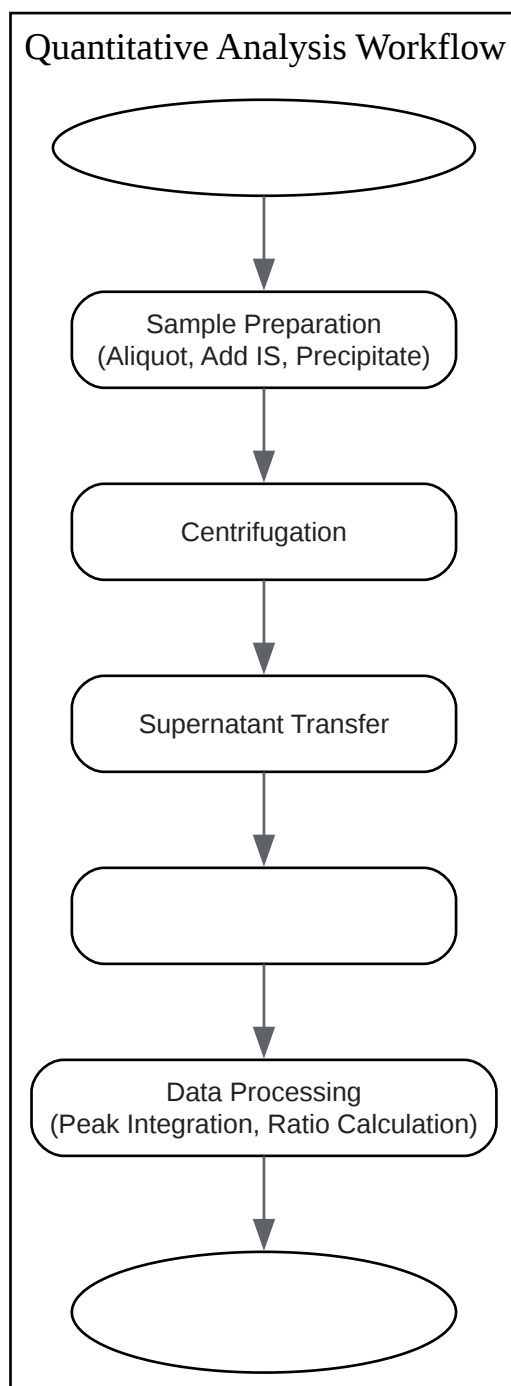 Quantitative Analysis Workflow
Sample Preparation
(Aliquot, Add IS, Precipitate)
Centrifugation
Supernatant Transfer
Data Processing
(Peak Integration, Ratio Calculation)